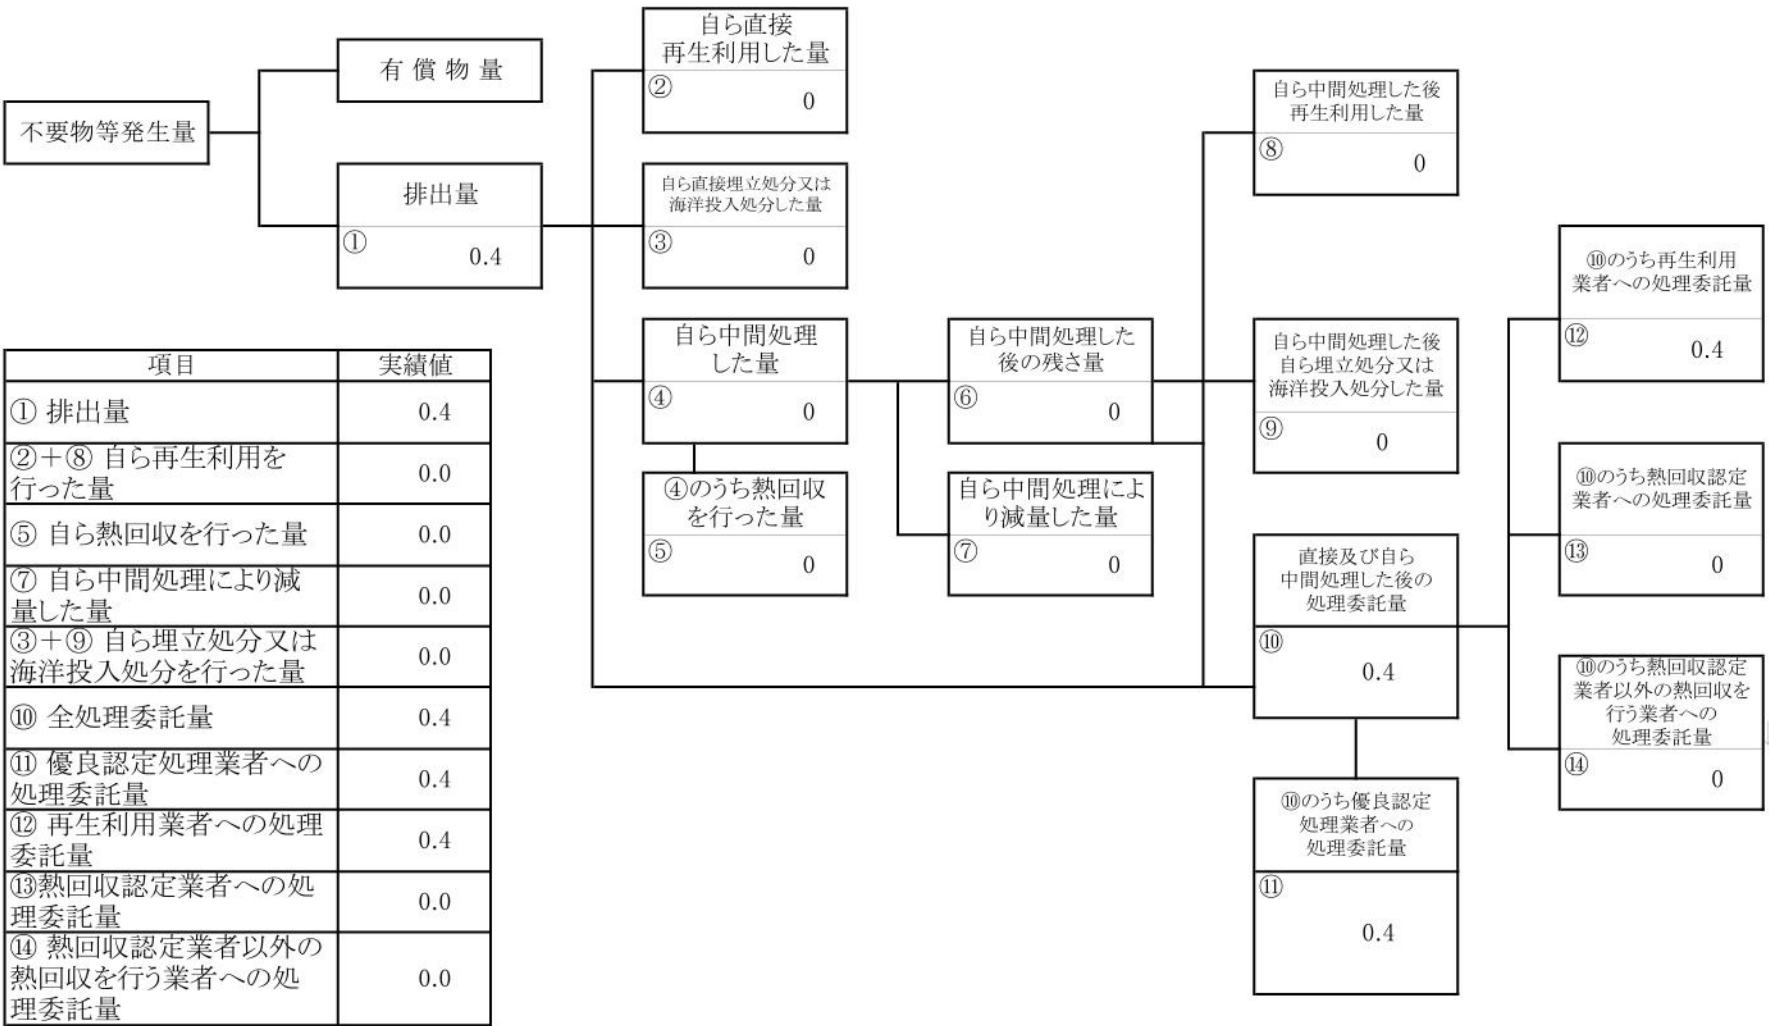 不要物等発生量
有償物量
排出量
①
0.4
自ら直接
再生利用した量
②
0
自ら直接埋立処分又は
海洋投入処分した量
③
0
自ら中間処理
した量
④
0
④のうち熱回収
を行った量
⑤
0
自ら中間処理した
後の残さ量
⑥
0
自ら中間処理によ
り減量した量
⑦
0
自ら中間処理した後
再生利用した量
⑧
0
自ら中間処理した後
自ら埋立処分又は
海洋投入処分した量
⑨
0
直接及び自ら
中間処理した後の
処理委託量
⑩
0.4
⑩のうち優良認定
処理業者への
処理委託量
⑪
0.4
⑩のうち再生利用
業者への処理委託量
⑫
0.4
⑩のうち熱回収認定
業者への処理委託量
⑬
0
⑩のうち熱回収認定
業者以外の熱回収を
行う業者への
処理委託量
⑭
0
項目 実績値
① 排出量 0.4
②+⑧ 自ら再生利用を
行った量 0.0
⑤ 自ら熱回収を行った量 0.0
⑦ 自ら中間処理により減
量した量 0.0
③+⑨ 自ら埋立処分又は
海洋投入処分を行った量 0.0
⑩ 全処理委託量 0.4
⑪ 優良認定処理業者への
処理委託量 0.4
⑫ 再生利用業者への処理
委託量 0.4
⑬熱回収認定業者への処
理委託量 0.0
⑭ 熱回収認定業者以外の
熱回収を行う業者への処
理委託量 0.0